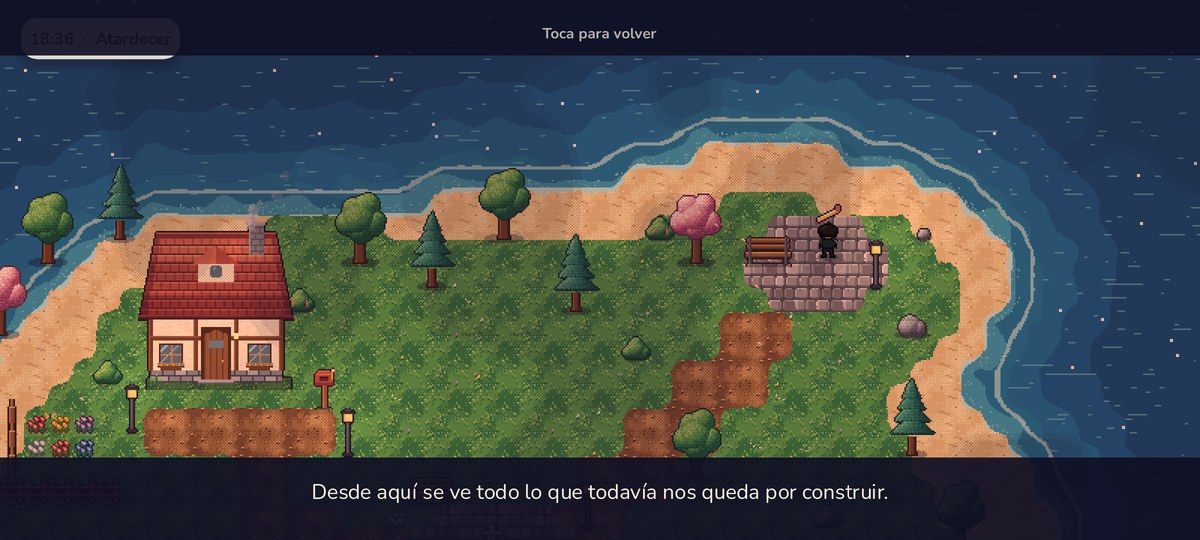 18:36 · Atardecer
Toca para volver
Desde aquí se ve todo lo que todavía nos queda por construir.